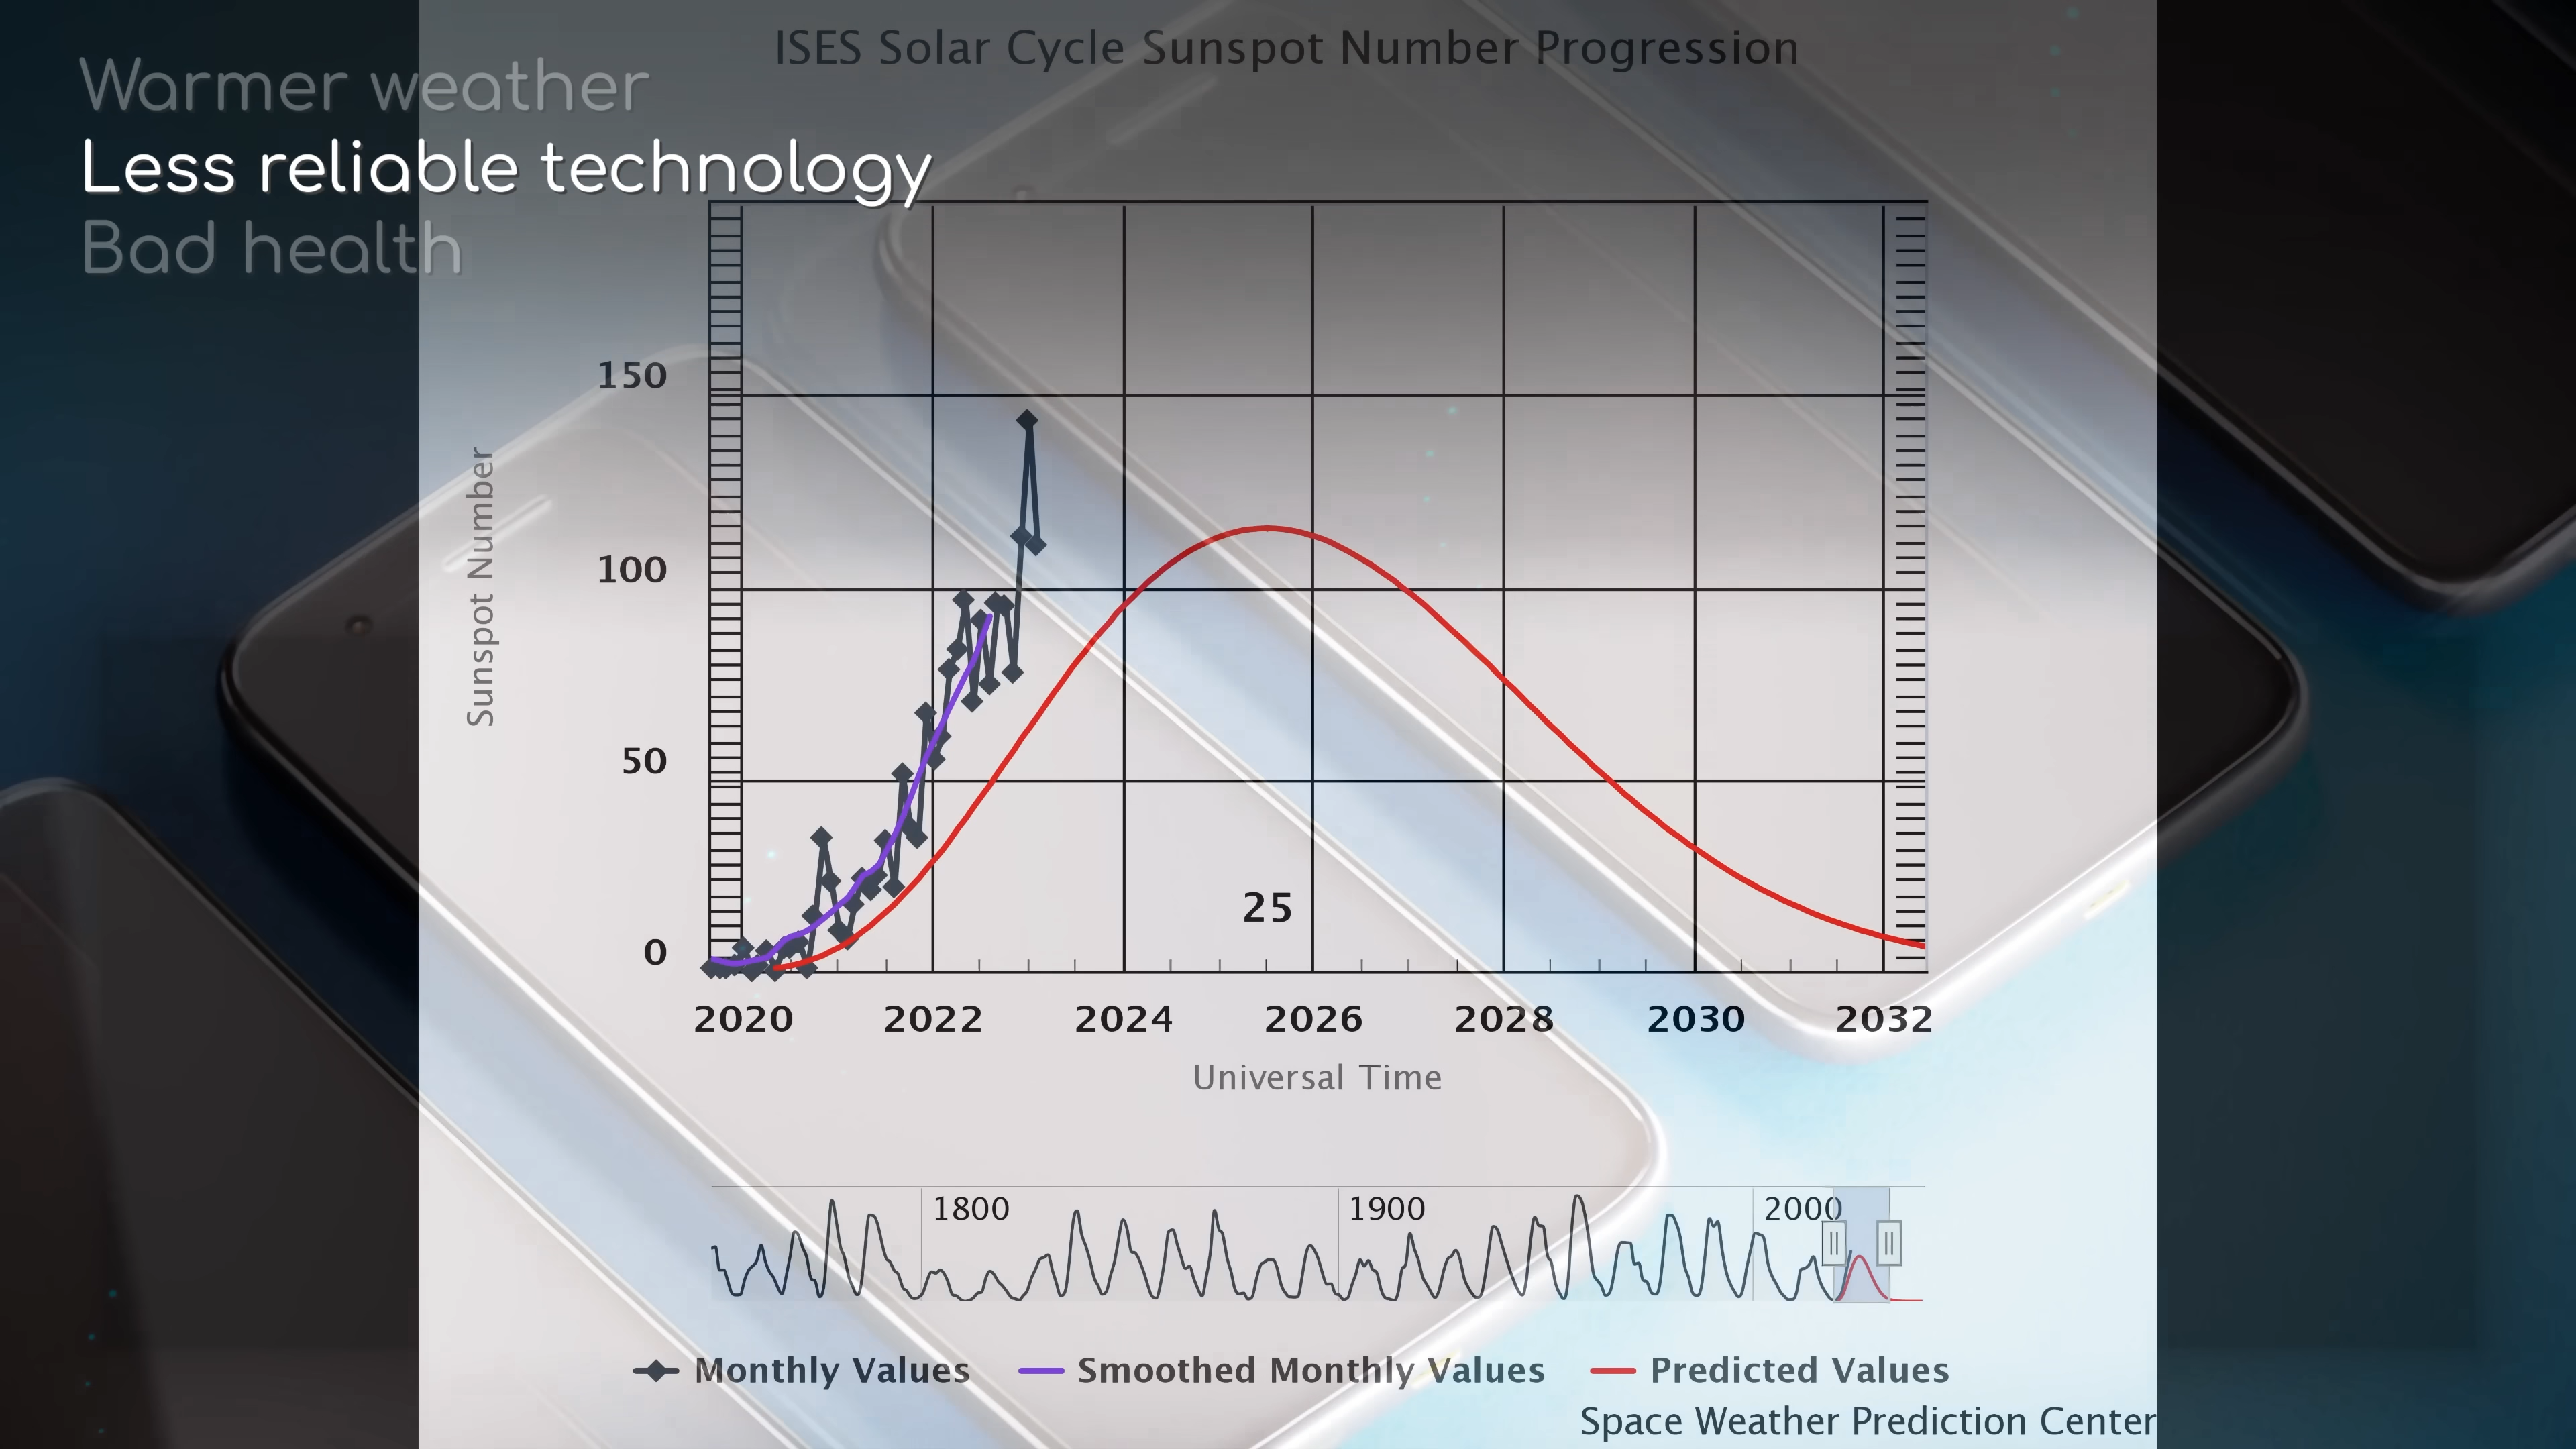 ISES Solar Cycle Sunspot Number Progression
Warmer weather
Less reliable technology
Bad health
Sunspot Number
150
100
50
0
25
2020 2022 2024 2026 2028 2030 2032
Universal Time
1800 1900 2000
Monthly Values Smoothed Monthly Values Predicted Values
Space Weather Prediction Center